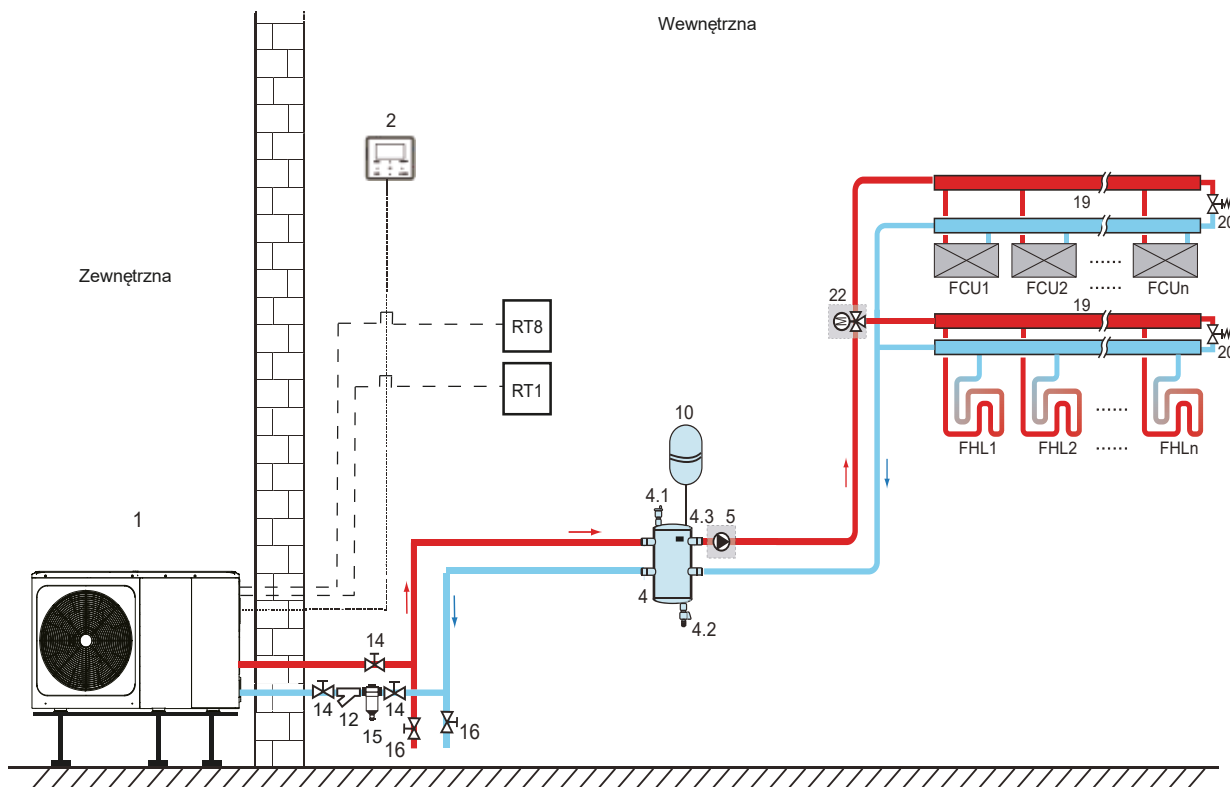 Wewnętrzna
Zewnętrzna
2
19
20
FCU1 FCU2 ...... FCUn
......
22
19
20
RT8
RT1
10
FHL1 FHL2 ...... FHLn
......
4.1
4.3 5
1
4
4.2
14
14 12 15 14
16 16